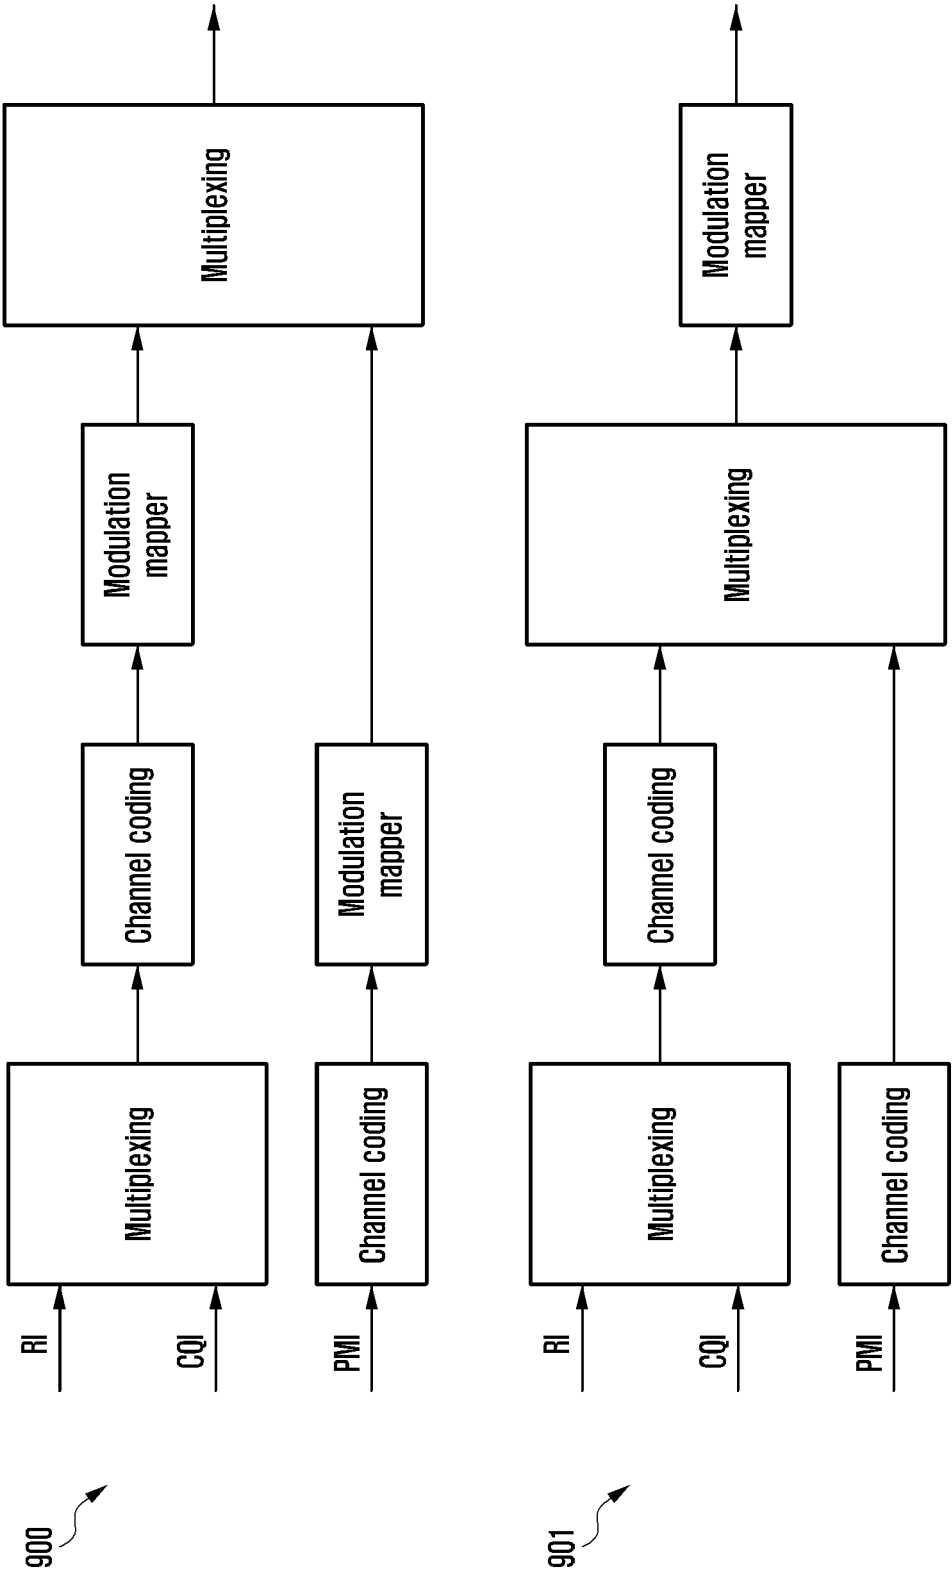 900
RI
CQI
PMI
Multiplexing
Channel coding
Channel coding
Modulation
mapper
Modulation
mapper
Multiplexing
901
RI
CQI
PMI
Multiplexing
Channel coding
Channel coding
Multiplexing
Modulation
mapper